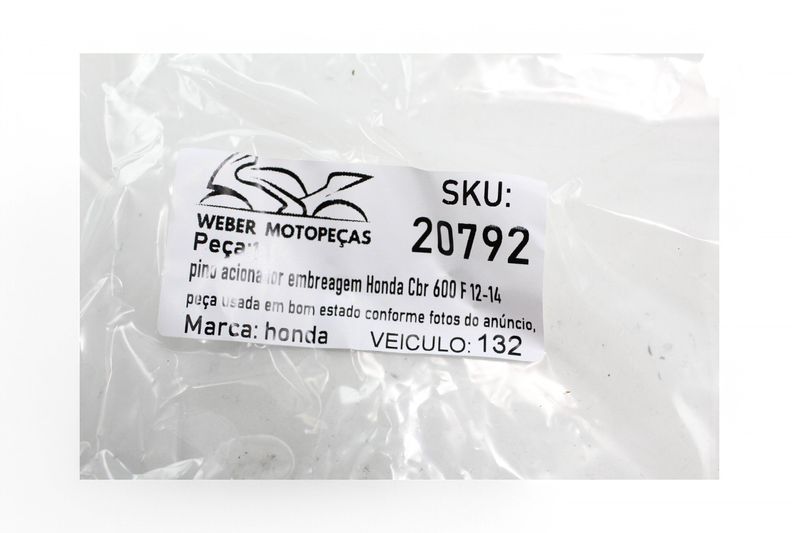 WEBER MOTOPEÇAS
SKU:
20792
Peça:
pino acionador embreagem Honda Cbr 600 F 12-14
peça usada em bom estado conforme fotos do anúncio,
Marca: honda
VEICULO: 132